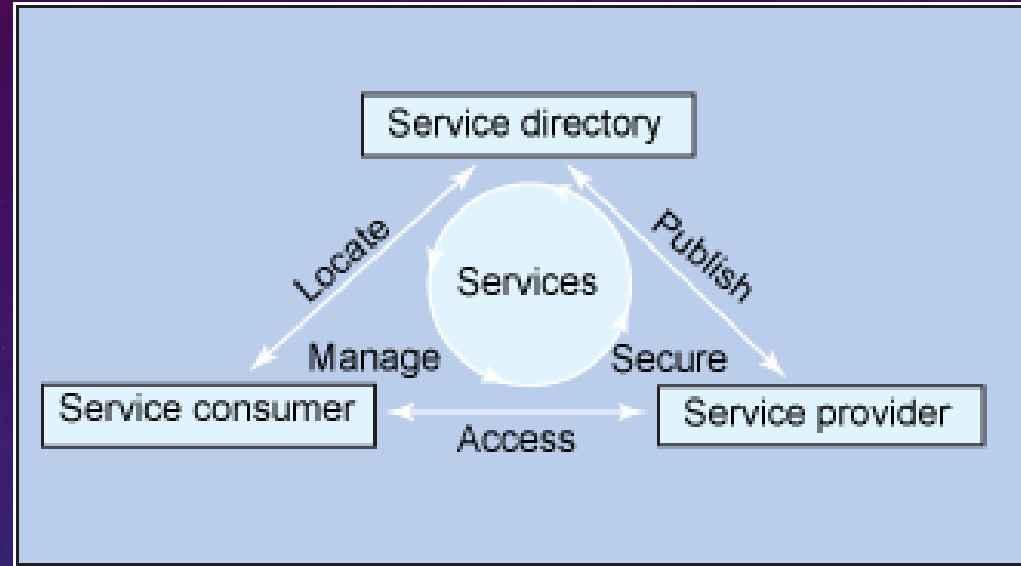 Service directory
Locate
Publish
Services
Manage
Secure
Service consumer
Service provider
Access